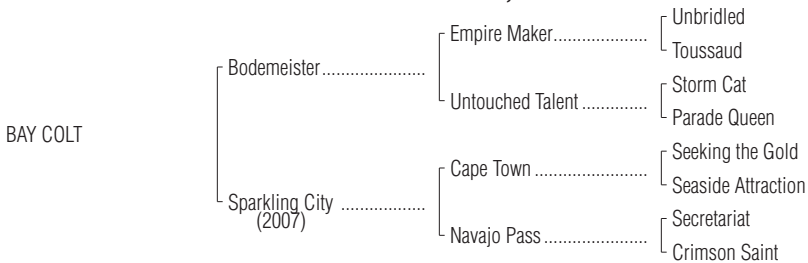 Unbridled
Empire Maker.....................
Toussaud
Bodemeister.......................
Storm Cat
Untouched Talent ...............
Parade Queen
BAY COLT
Seeking the Gold
Cape Town ..........................
Seaside Attraction
Sparkling City ...................
(2007)
Secretariat
Navajo Pass ........................
Crimson Saint